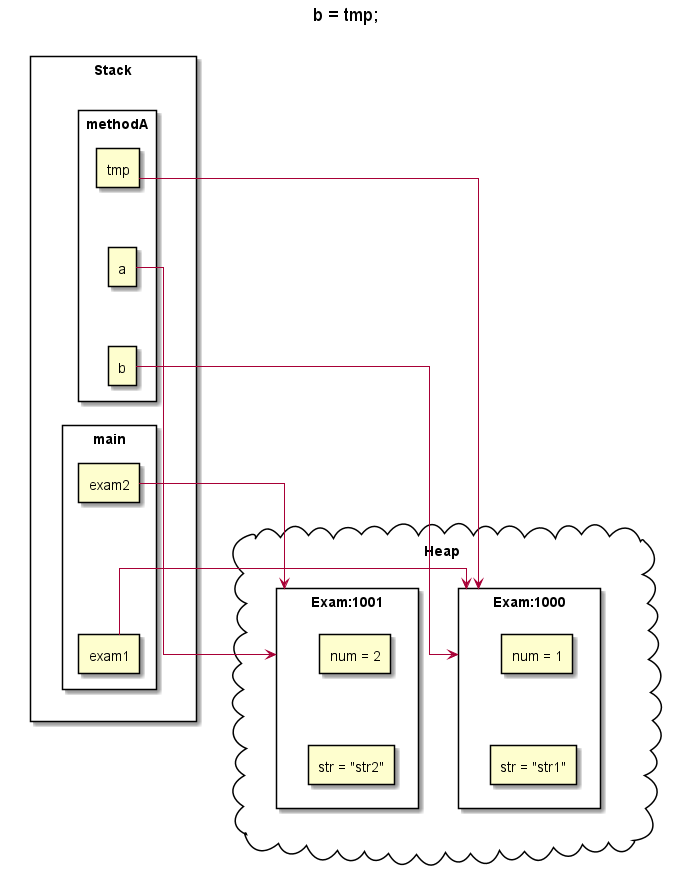 b = tmp;
Stack
methodA
tmp
a
b
main
exam2
exam1
Heap
Exam:1001
num = 2
str = "str2"
Exam:1000
num = 1
str = "str1"